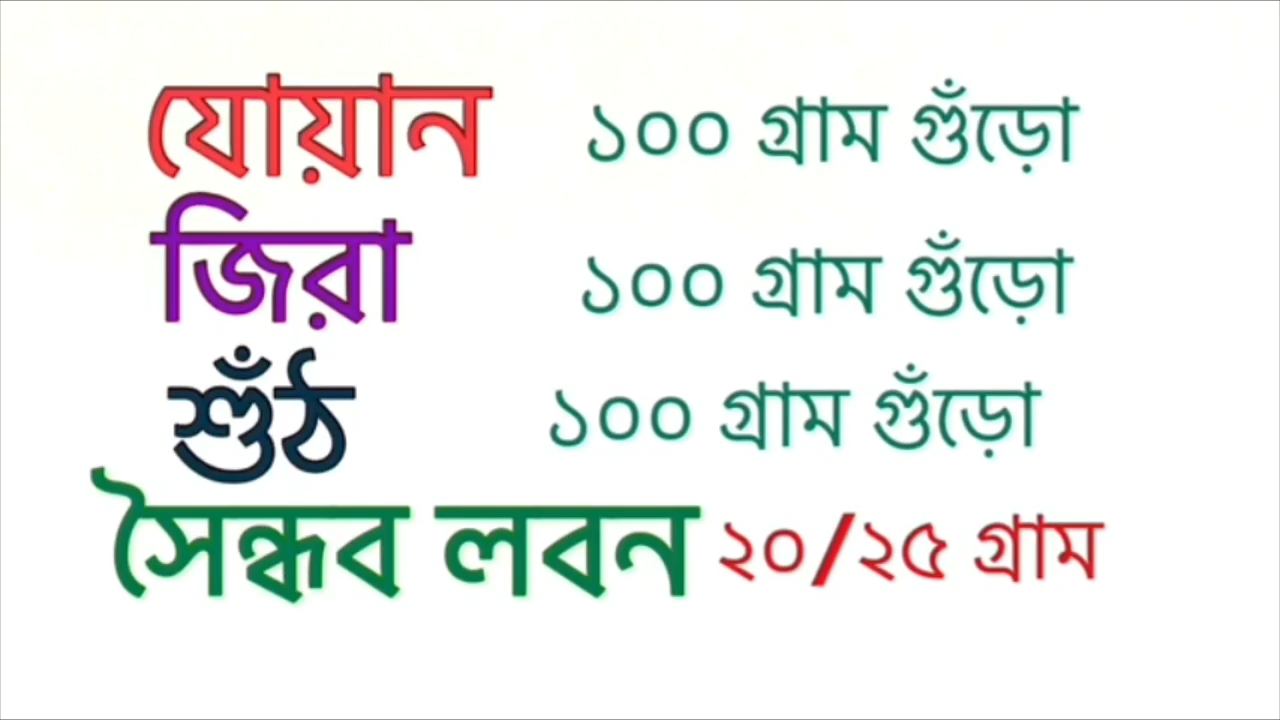 যোয়ান ১০০ গ্রাম গুঁড়ো
জিরা ১০০ গ্রাম গুঁড়ো
শুঁঠ ১০০ গ্রাম গুঁড়ো
সৈন্ধব লবন ২০/২৫ গ্রাম